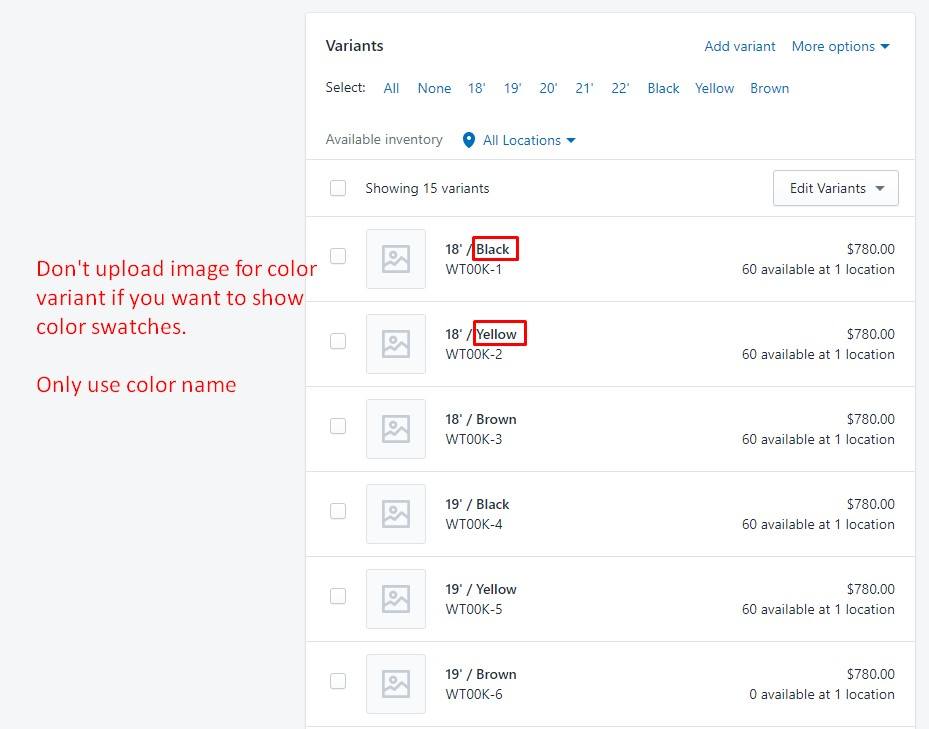 Variants
Add variant
More options
Select: All None 18' 19' 20' 21' 22' Black Yellow Brown
Available inventory
All Locations
Showing 15 variants
Edit Variants
Don't upload image for color
variant if you want to show
color swatches.
Only use color name
18' / Black
$780.00
WT00K-1
60 available at 1 location
18' / Yellow
$780.00
WT00K-2
60 available at 1 location
18' / Brown
$780.00
WT00K-3
60 available at 1 location
19' / Black
$780.00
WT00K-4
60 available at 1 location
19' / Yellow
$780.00
WT00K-5
60 available at 1 location
19' / Brown
$780.00
WT00K-6
0 available at 1 location